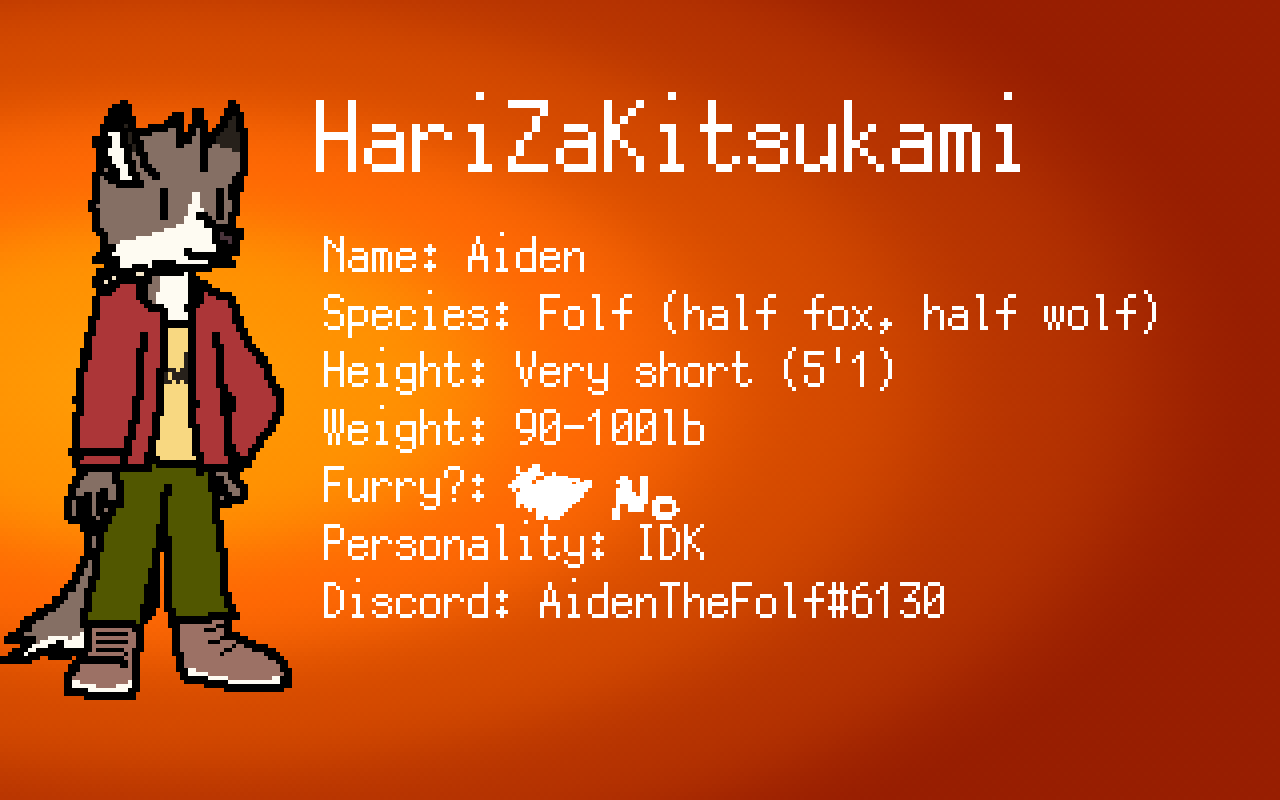 HariZaKitsukami
Name: Aiden
Species: Folf (half fox, half wolf)
Height: Very short (5'1)
Weight: 90-100lb
Furry?: No
Personality: IDK
Discord: AidenTheFolf#6130